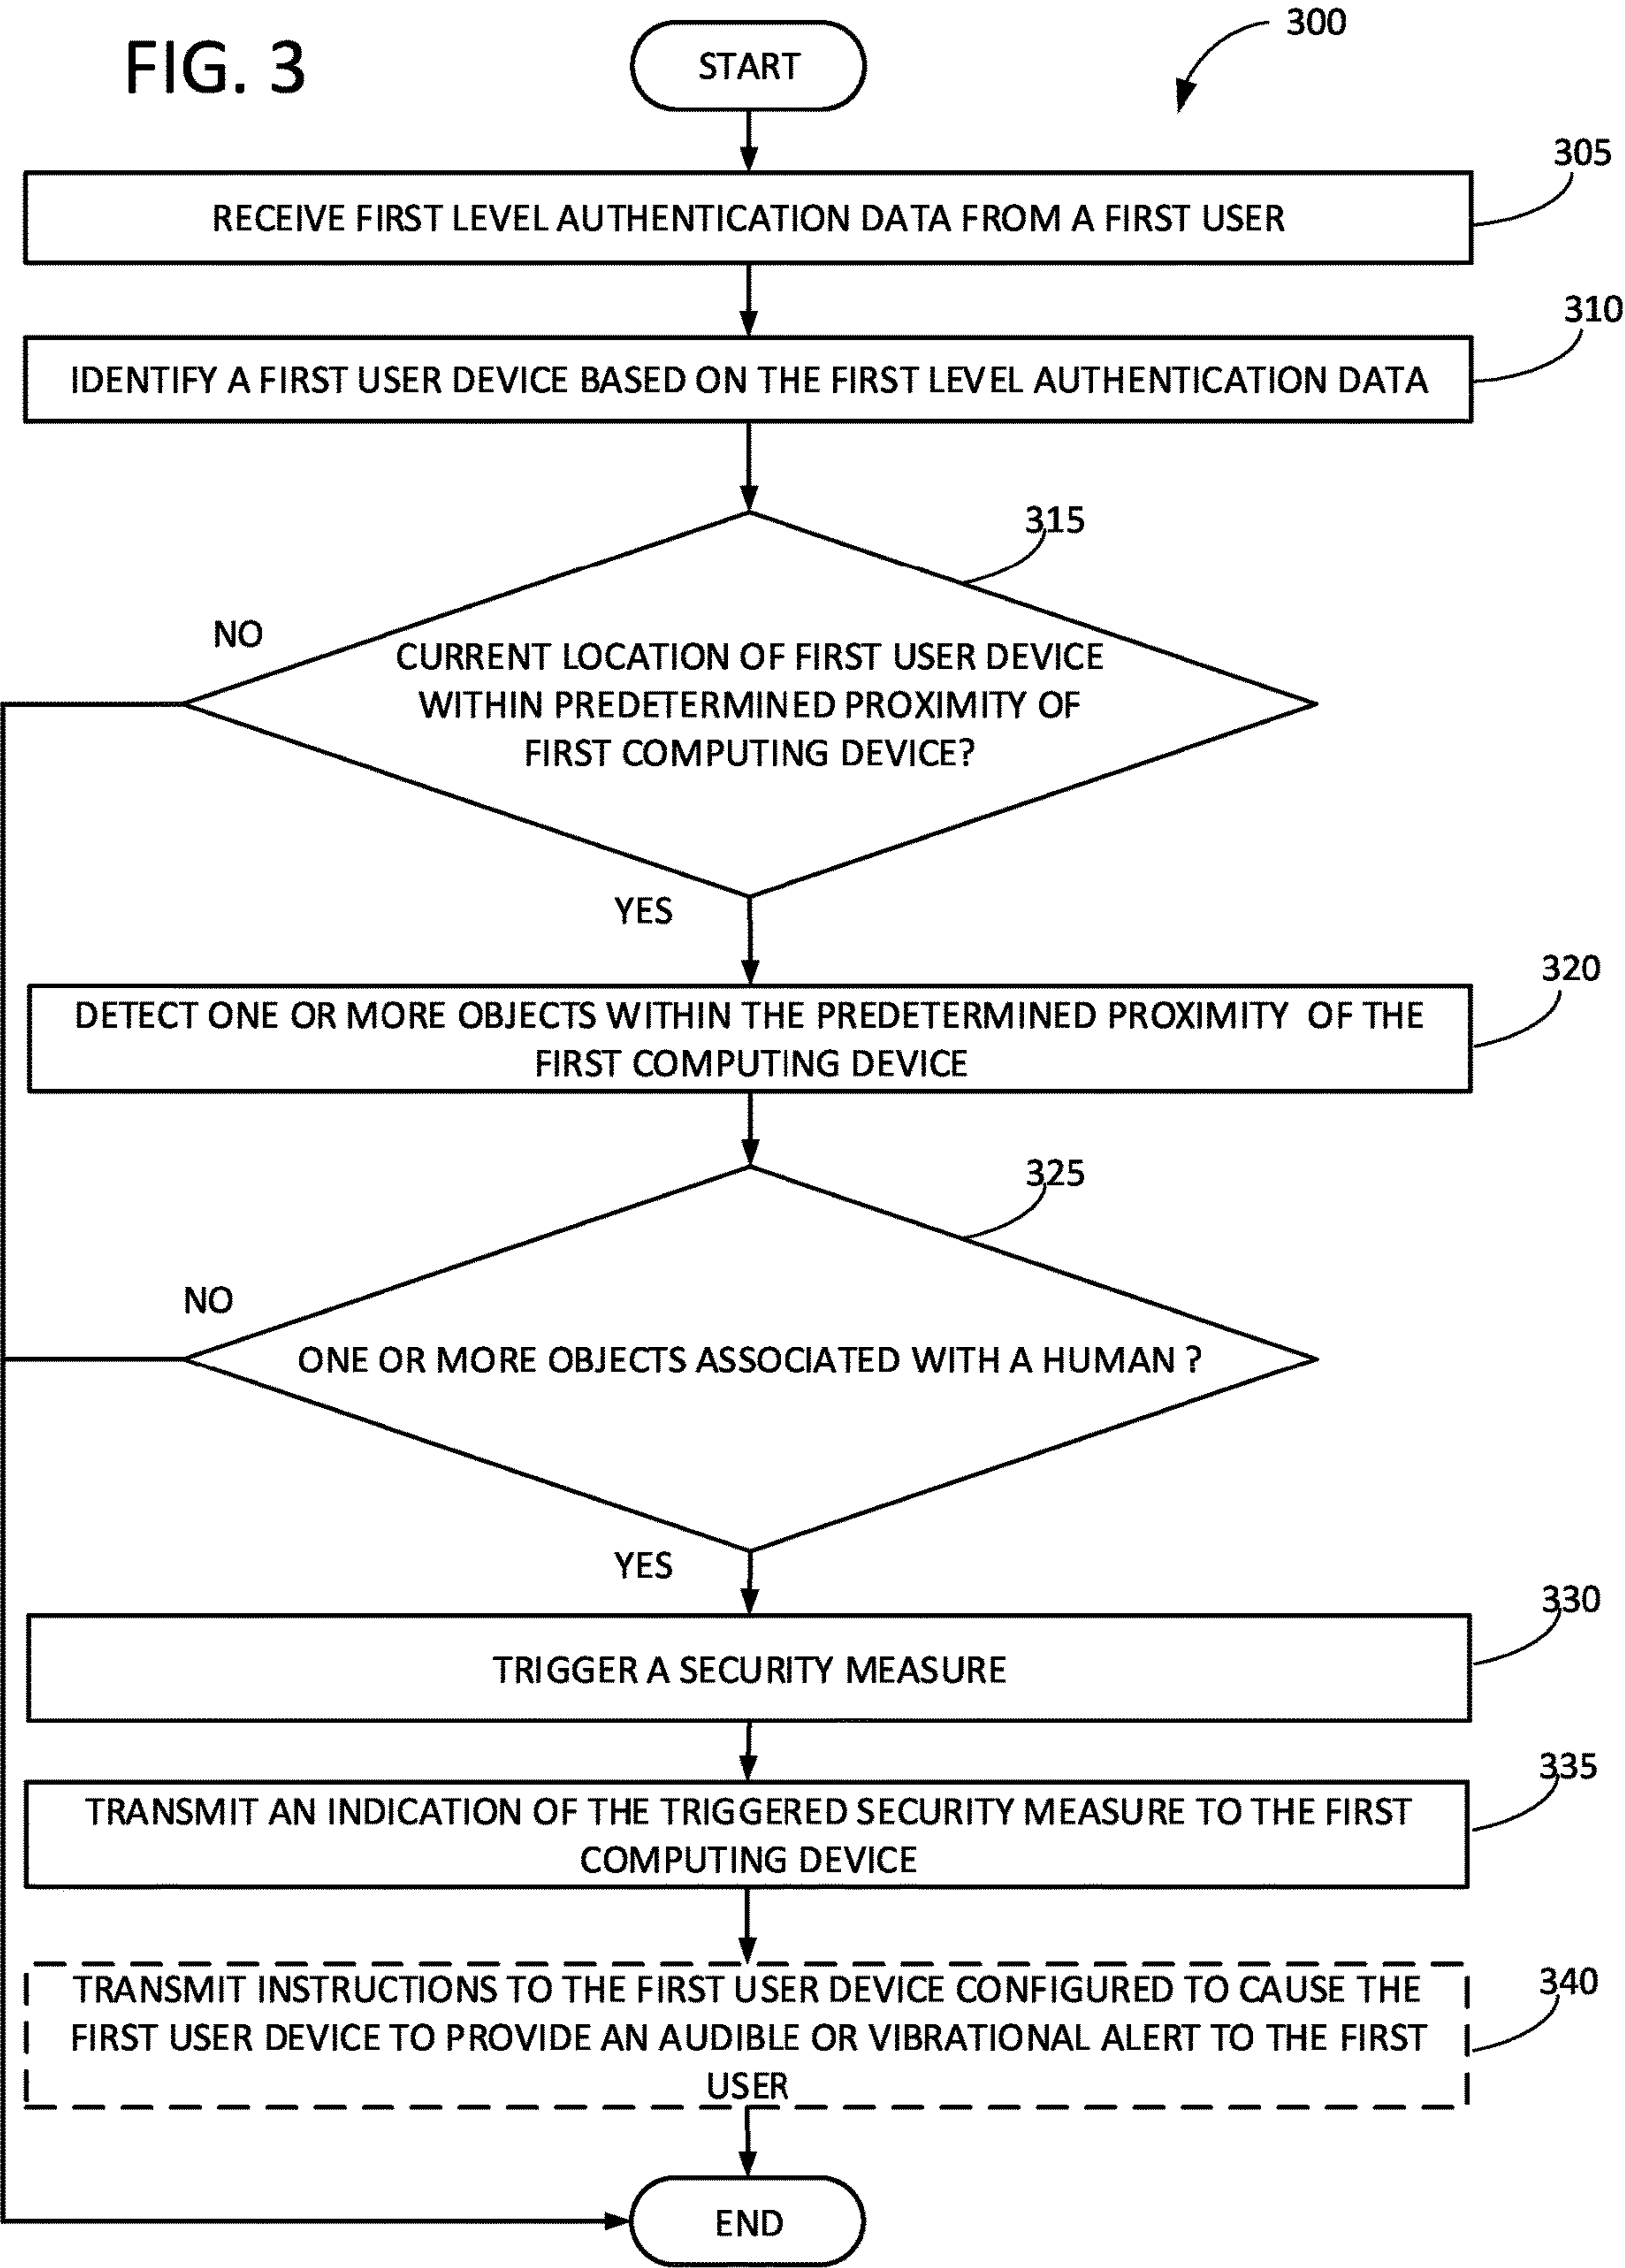 FIG. 3
300
START
305
RECEIVE FIRST LEVEL AUTHENTICATION DATA FROM A FIRST USER
310
IDENTIFY A FIRST USER DEVICE BASED ON THE FIRST LEVEL AUTHENTICATION DATA
315
NO
CURRENT LOCATION OF FIRST USER DEVICE
WITHIN PREDETERMINED PROXIMITY OF
FIRST COMPUTING DEVICE?
YES
320
DETECT ONE OR MORE OBJECTS WITHIN THE PREDETERMINED PROXIMITY OF THE
FIRST COMPUTING DEVICE
325
NO
ONE OR MORE OBJECTS ASSOCIATED WITH A HUMAN ?
YES
330
TRIGGER A SECURITY MEASURE
335
TRANSMIT AN INDICATION OF THE TRIGGERED SECURITY MEASURE TO THE FIRST
COMPUTING DEVICE
340
TRANSMIT INSTRUCTIONS TO THE FIRST USER DEVICE CONFIGURED TO CAUSE THE
FIRST USER DEVICE TO PROVIDE AN AUDIBLE OR VIBRATIONAL ALERT TO THE FIRST
USER
END